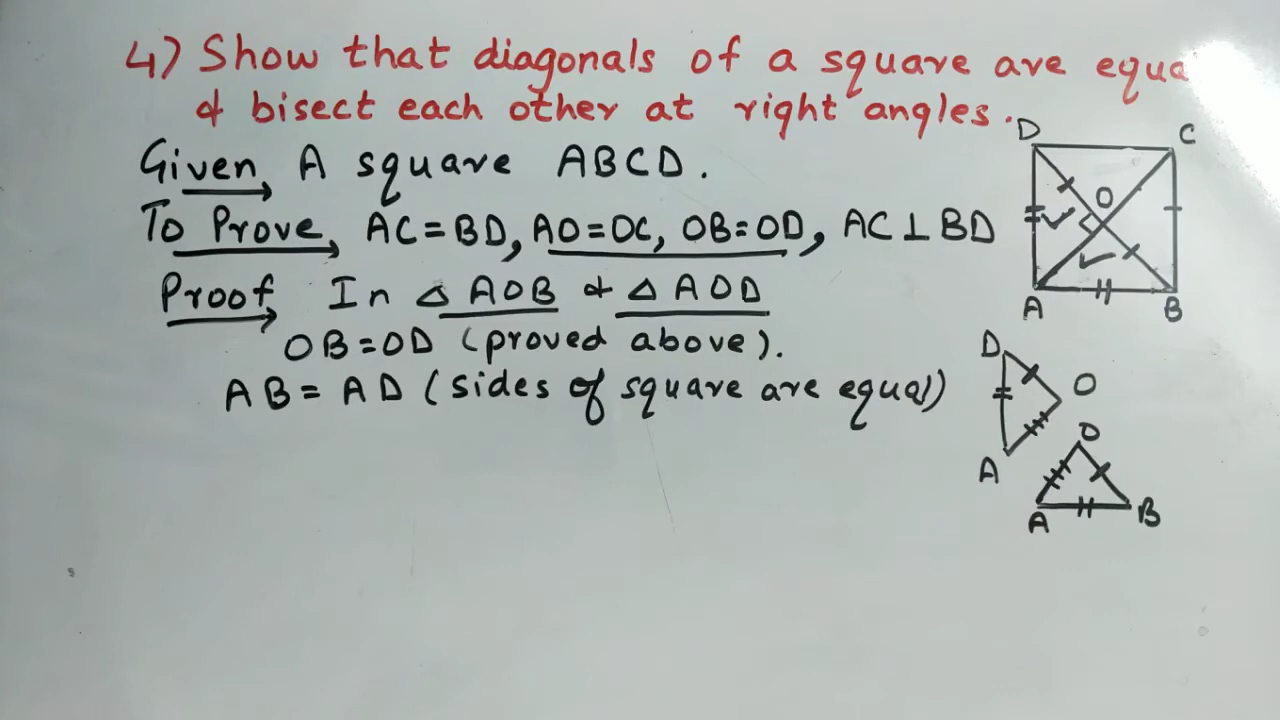 4) Show that diagonals of a square are equa
& bisect each other at right angles.
Given, A square ABCD.
To Prove, AC=BD, AO=OC, OB=OD, AC⊥BD
Proof In △ AOB & △ AOD
OB=OD (proved above).
AB = AD (sides of square are equal)
D C
O
A B
D
O
A
O
A B